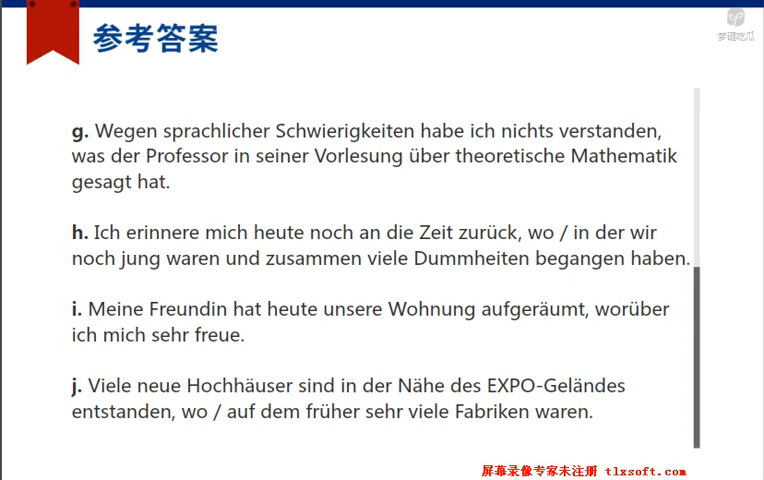 参考答案
梦砸吃瓜
g. Wegen sprachlicher Schwierigkeiten habe ich nichts verstanden,
was der Professor in seiner Vorlesung über theoretische Mathematik
gesagt hat.
h. Ich erinnere mich heute noch an die Zeit zurück, wo / in der wir
noch jung waren und zusammen viele Dummheiten begangen haben.
i. Meine Freundin hat heute unsere Wohnung aufgeräumt, worüber
ich mich sehr freue.
j. Viele neue Hochhäuser sind in der Nähe des EXPO-Geländes
entstanden, wo / auf dem früher sehr viele Fabriken waren.
屏幕录像专家未注册 tlxsoft.com